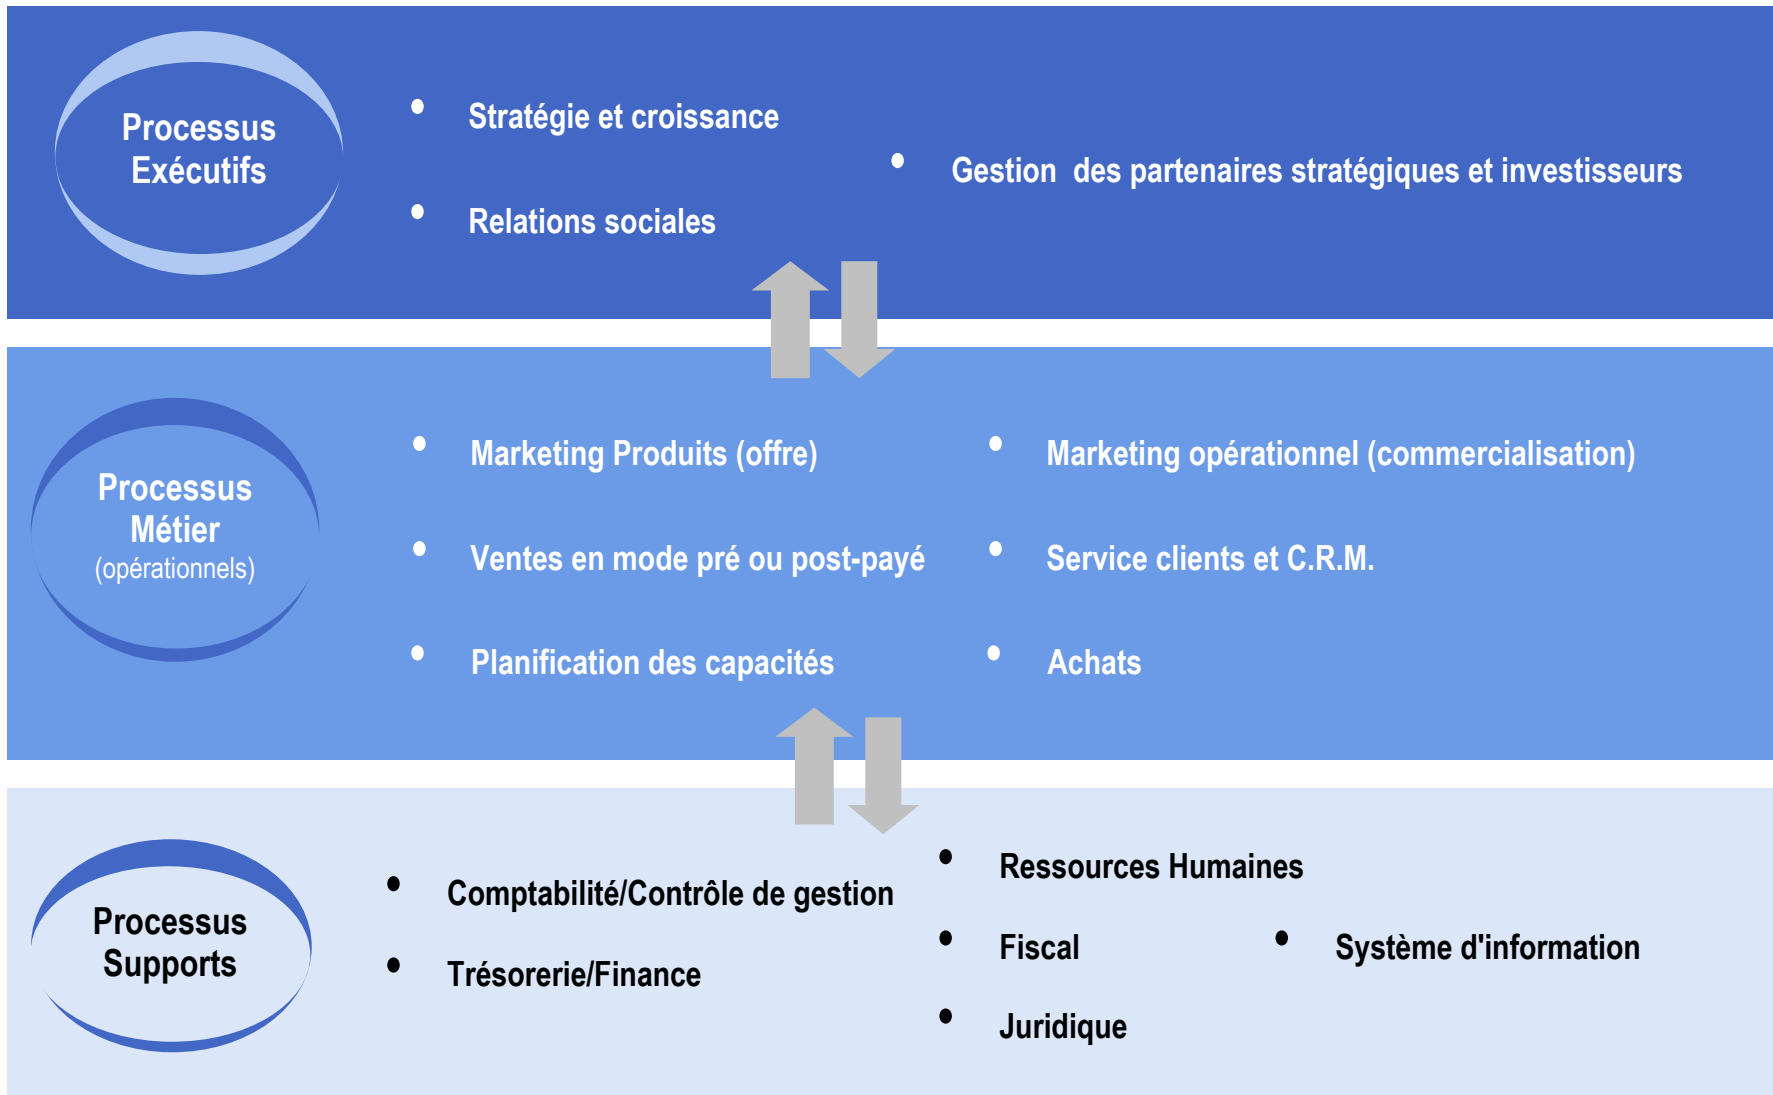 Processus
Exécutifs
Stratégie et croissance
Relations sociales
Gestion  des partenaires stratégiques et investisseurs
Processus
Métier
(opérationnels)
Marketing Produits (offre)
Marketing opérationnel (commercialisation)
Ventes en mode pré ou post-payé
Service clients et C.R.M.
Planification des capacités
Achats
Processus
Supports
Comptabilité/Contrôle de gestion
Trésorerie/Finance
Ressources Humaines
Fiscal
Juridique
Système d'information